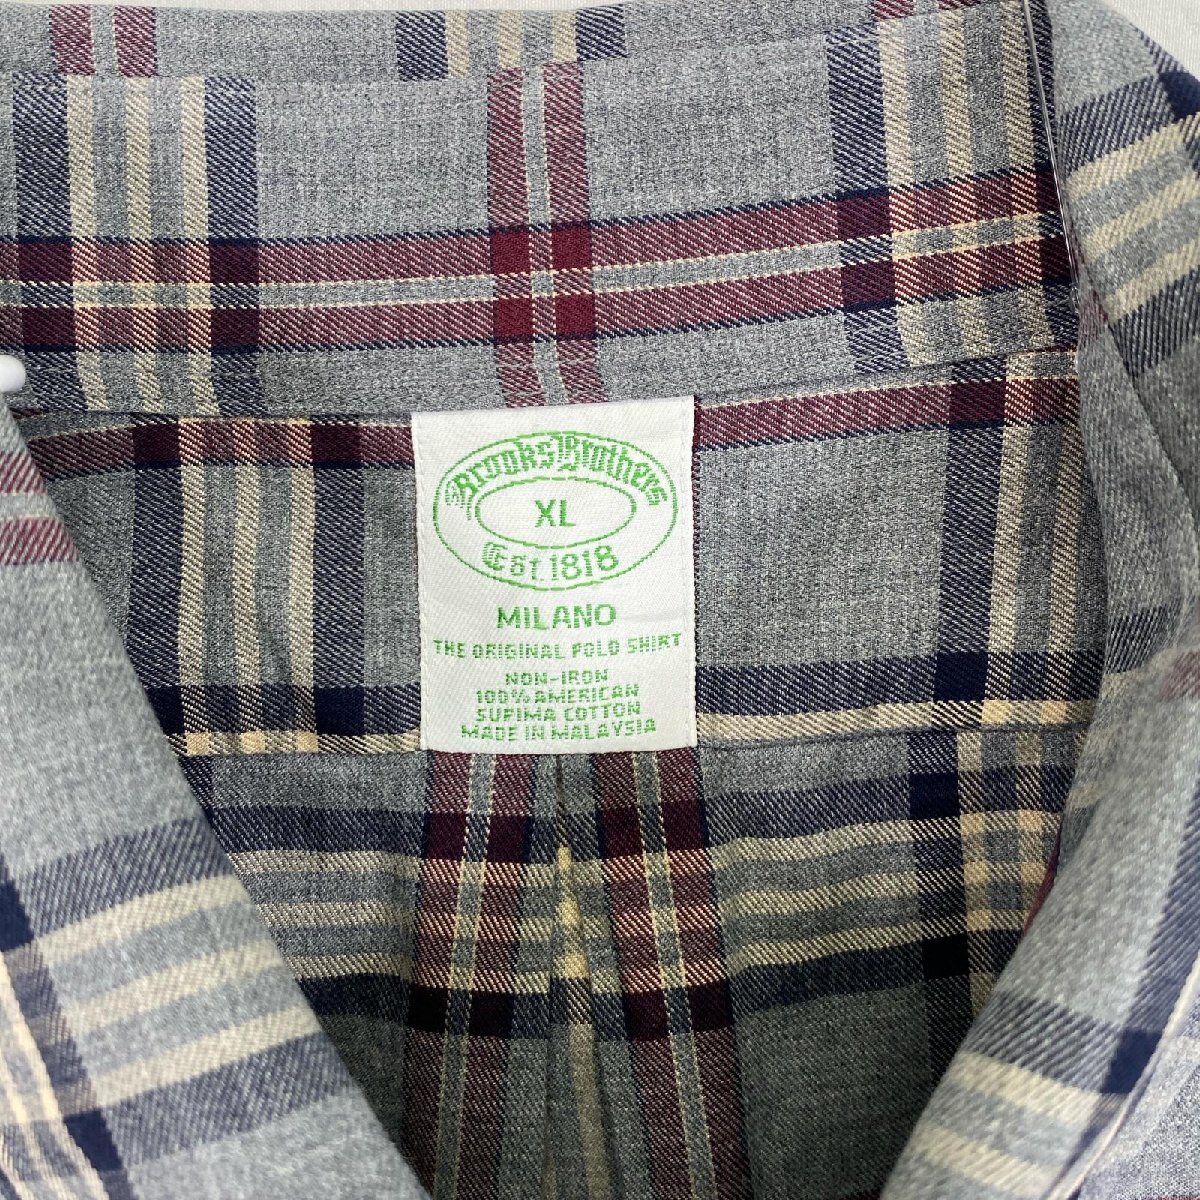 Brooks Brothers
XL
Est. 1818
MILANO
THE ORIGINAL POLO SHIRT
NON-IRON
100% AMERICAN
SUPIMA COTTON
MADE IN MALAYSIA